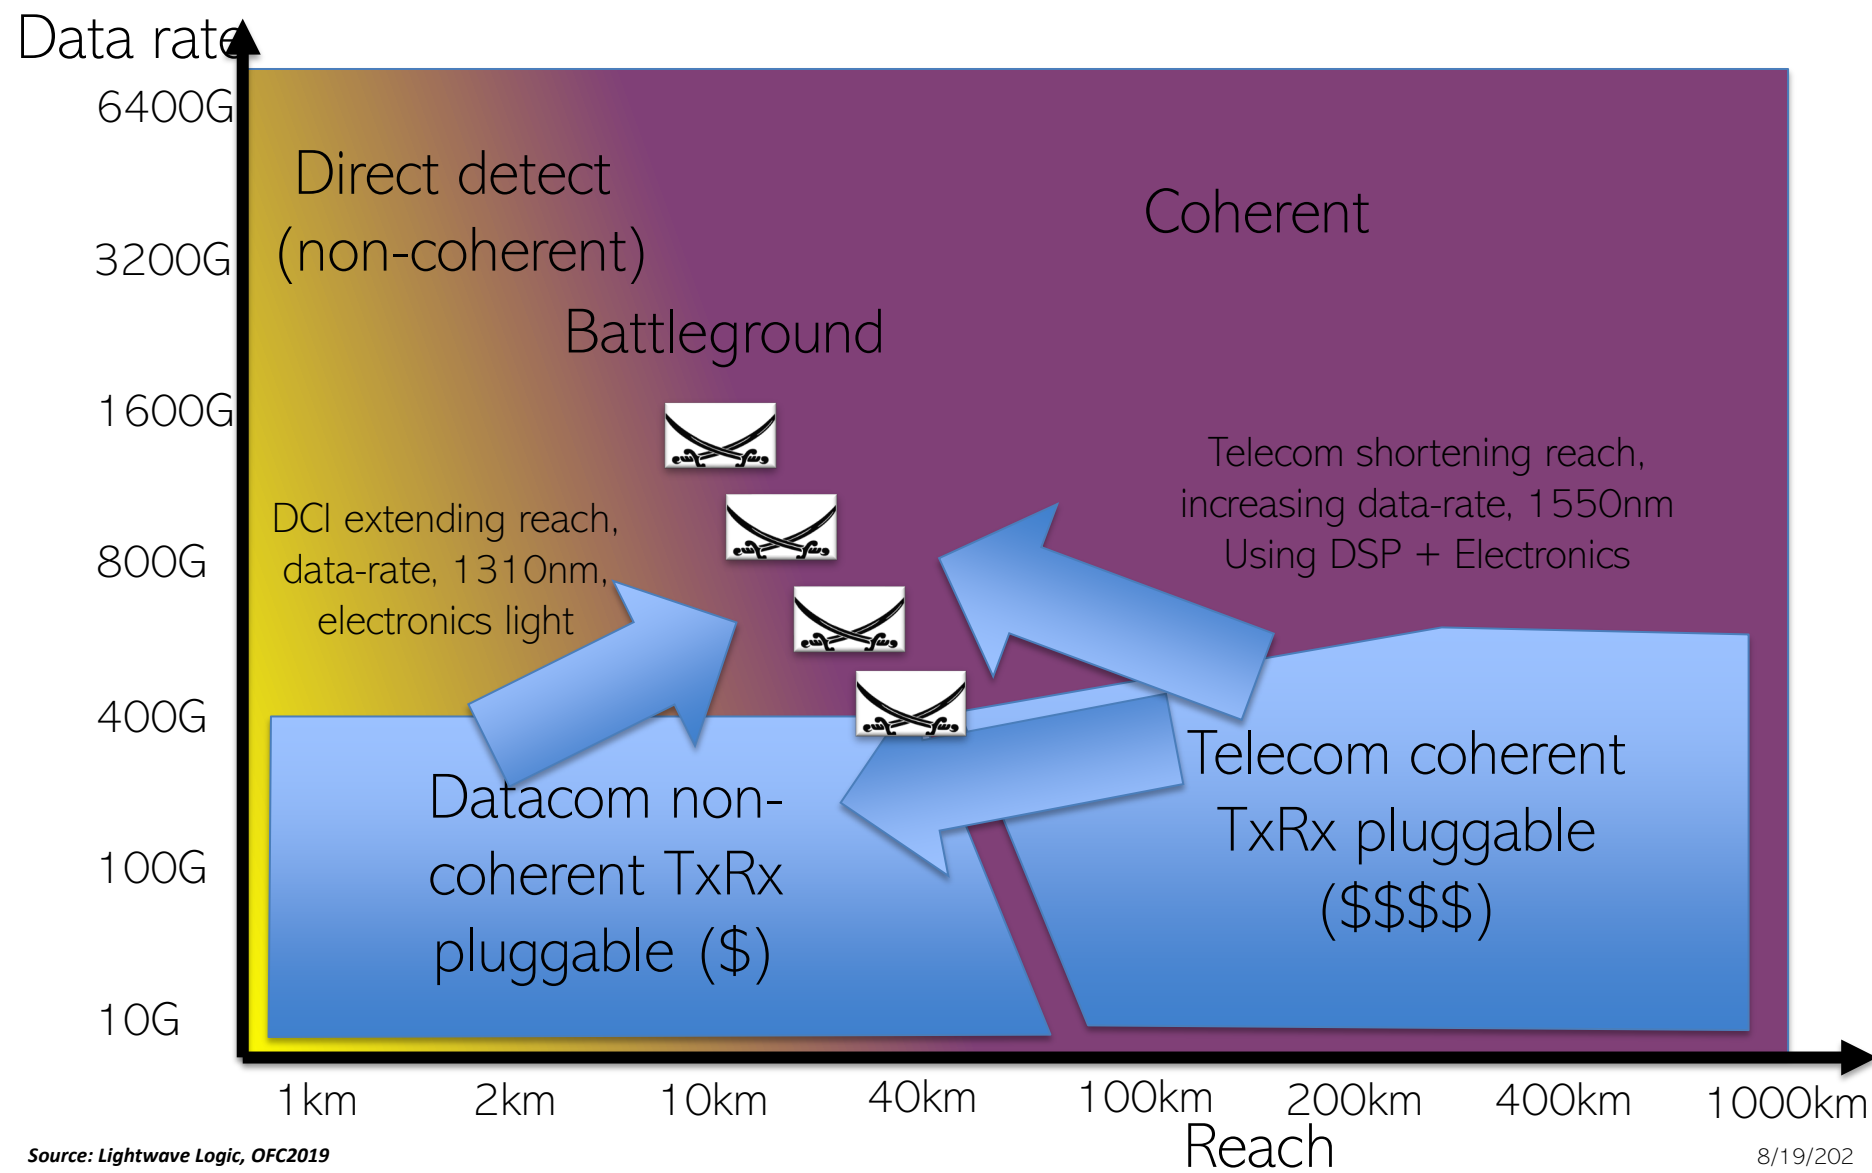 Data rate
6400G
3200G
1600G
800G
400G
100G
10G
Direct detect
(non-coherent)
Coherent
Battleground
DCI extending reach,
data-rate, 1310nm,
electronics light
Telecom shortening reach,
increasing data-rate, 1550nm
Using DSP + Electronics
Datacom non-
coherent TxRx
pluggable ($)
Telecom coherent
TxRx pluggable
($$$$)
1km
2km
10km
40km
100km
200km
400km
1000km
Reach
Source: Lightwave Logic, OFC2019
8/19/202